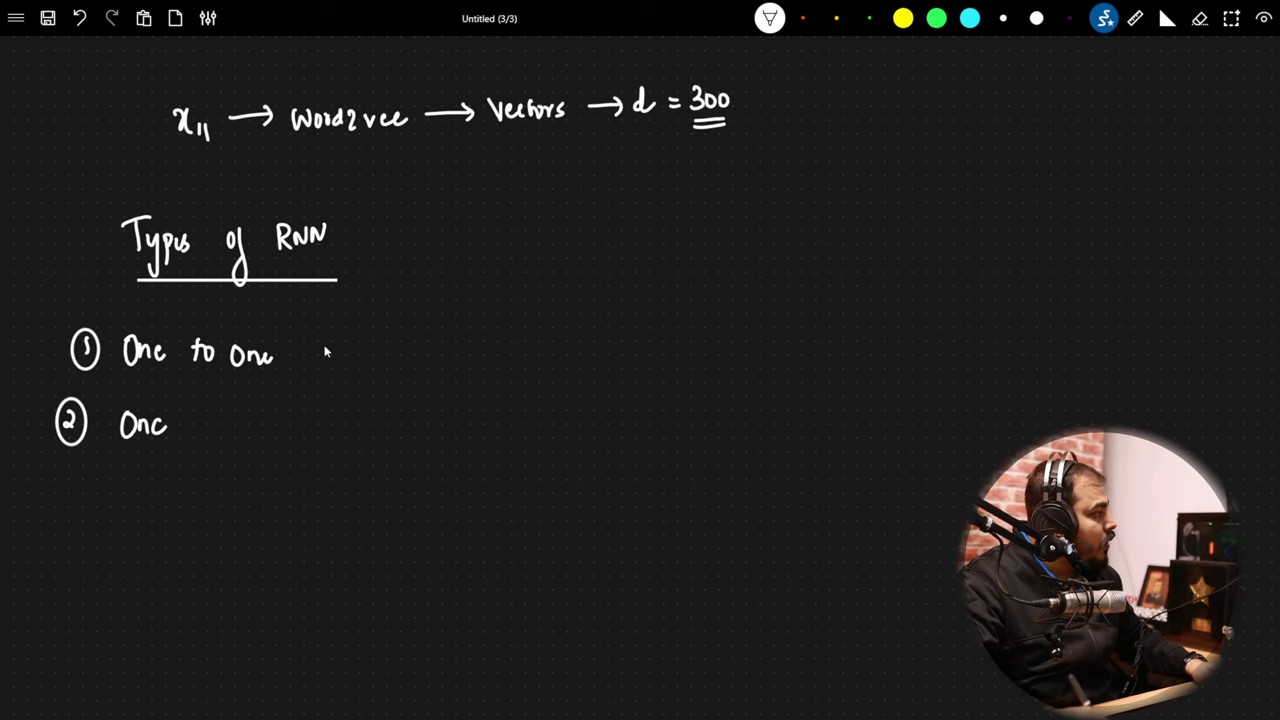 Untitled (3/3)
x11 → Word2vec → Vectors → d = 300
Types of RNN
① One to One
② One